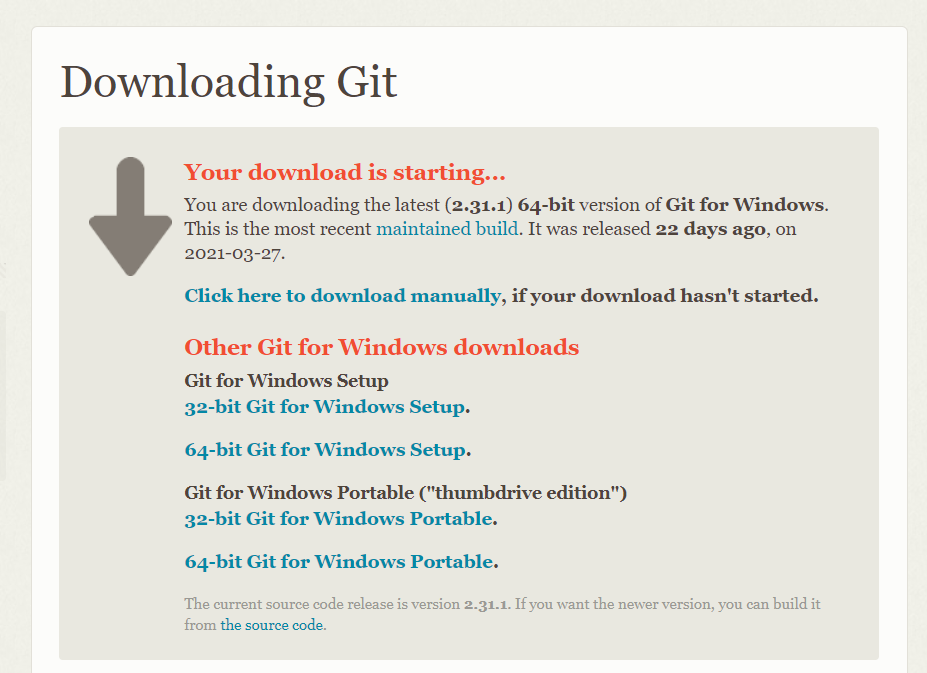 Downloading Git
Your download is starting...
You are downloading the latest (2.31.1) 64-bit version of Git for Windows.
This is the most recent maintained build. It was released 22 days ago, on
2021-03-27.
Click here to download manually, if your download hasn't started.
Other Git for Windows downloads
Git for Windows Setup
32-bit Git for Windows Setup.
64-bit Git for Windows Setup.
Git for Windows Portable ("thumbdrive edition")
32-bit Git for Windows Portable.
64-bit Git for Windows Portable.
The current source code release is version 2.31.1. If you want the newer version, you can build it
from the source code.